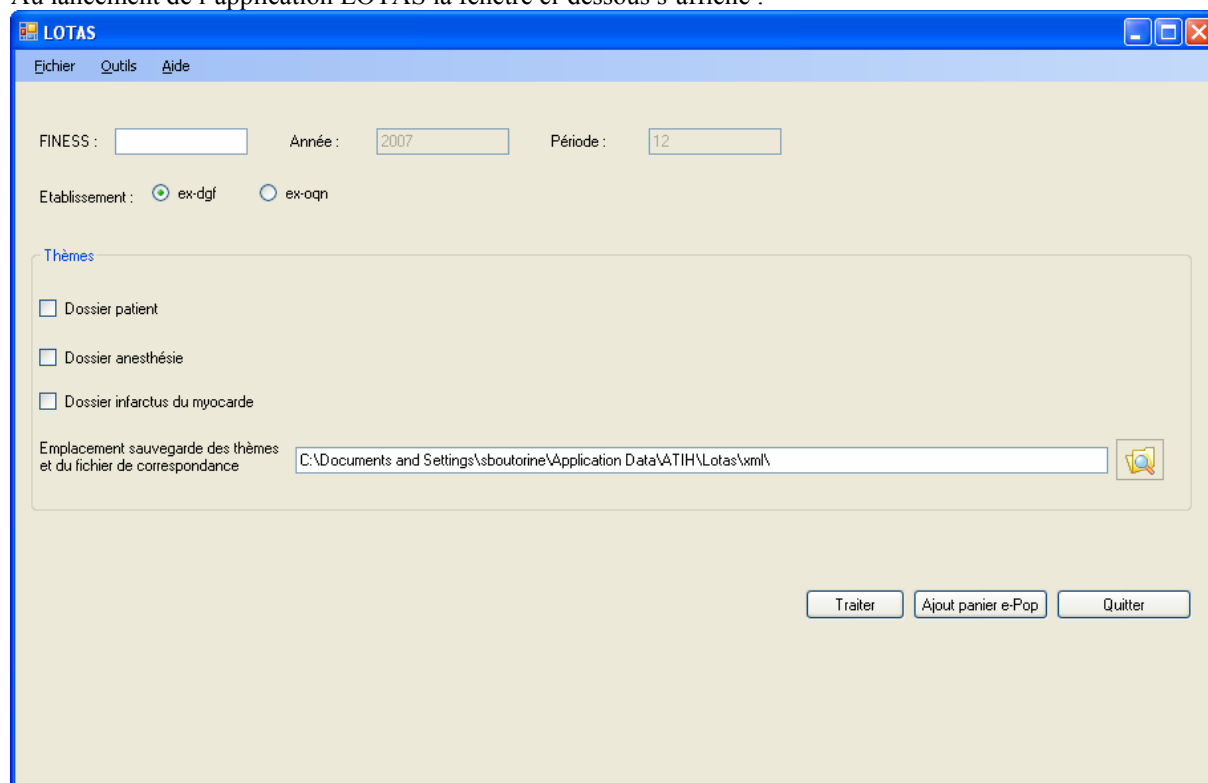 Au lancement de l'application LOTAS la fenêtre ci-dessous s'affiche :
LOTAS
Fichier Outils Aide
FINESS : Année : 2007 Période : 12
Etablissement : ex-dgf ex-oqn
Thèmes
Dossier patient
Dossier anesthésie
Dossier infarctus du myocarde
Emplacement sauvegarde des thèmes
et du fichier de correspondance
C:\Documents and Settings\sboutorine\Application Data\ATIH\Lotas\xml\
Traiter Ajout panier e-Pop Quitter